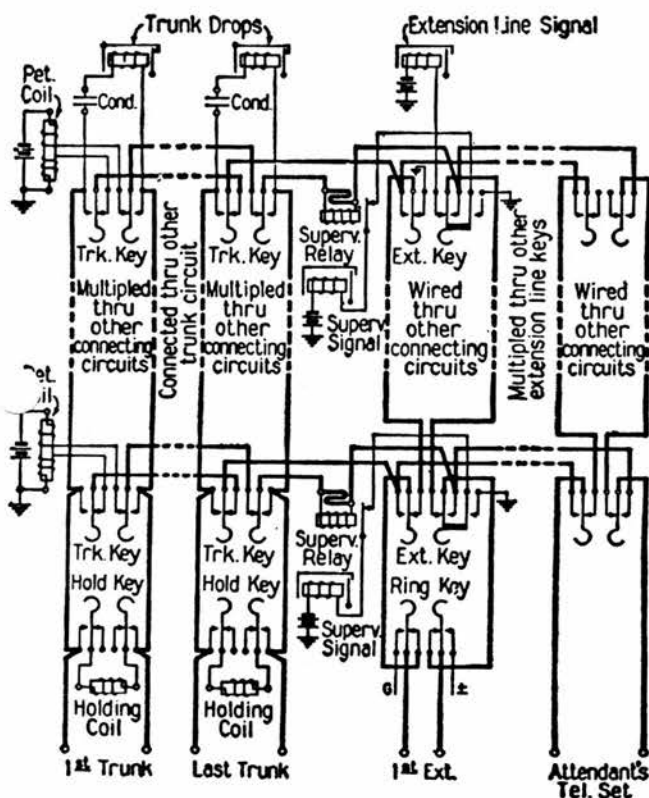 Trunk Drops
Extension Line Signal
Pet.
Coil
Cond.
Cond.
Trk. Key
Trk. Key
Superv.
Relay
Ext. Key
Multipled
thru
other
connecting
circuits
Connected thru other
trunk circuit
Multipled
thru
other
connecting
circuits
Superv.
Signal
Wired
thru
other
connecting
circuits
Multipled thru other
extension line keys
Wired
thru
other
connecting
circuits
Trk. Key
Hold Key
Trk. Key
Hold Key
Superv.
Relay
Superv.
Signal
Ext. Key
Ring Key
G
±
Holding
Coil
Holding
Coil
1st Trunk
Last Trunk
1st Ext.
Attendant's
Tel. Set